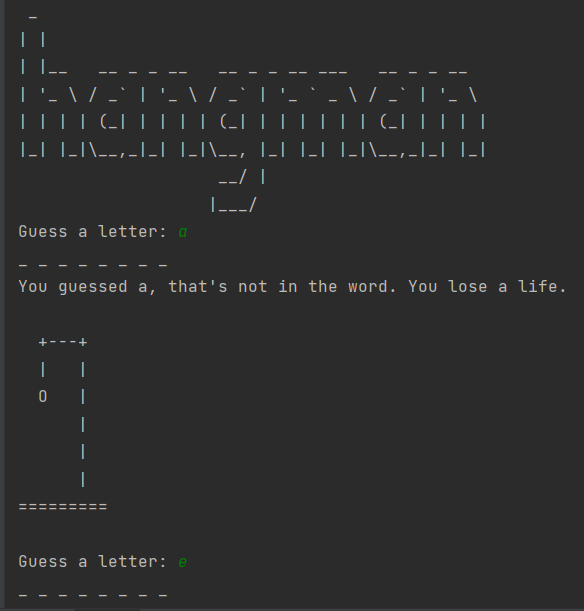 _
| |
| |__   __ _ _ __   __ _ _ __ ___   __ _ _ __
| '_ \ / _` | '_ \ / _` | '_ ` _ \ / _` | '_ \
| | | | (_| | | | | (_| | | | | | | (_| | | | |
|_| |_|\__,_|_| |_|\__, |_| |_| |_|\__,_|_| |_|
                    __/ |
                   |___/
Guess a letter: a
_ _ _ _ _ _ _ _
You guessed a, that's not in the word. You lose a life.

  +---+
  |   |
  O   |
      |
      |
      |
=========

Guess a letter: e
_ _ _ _ _ _ _ _